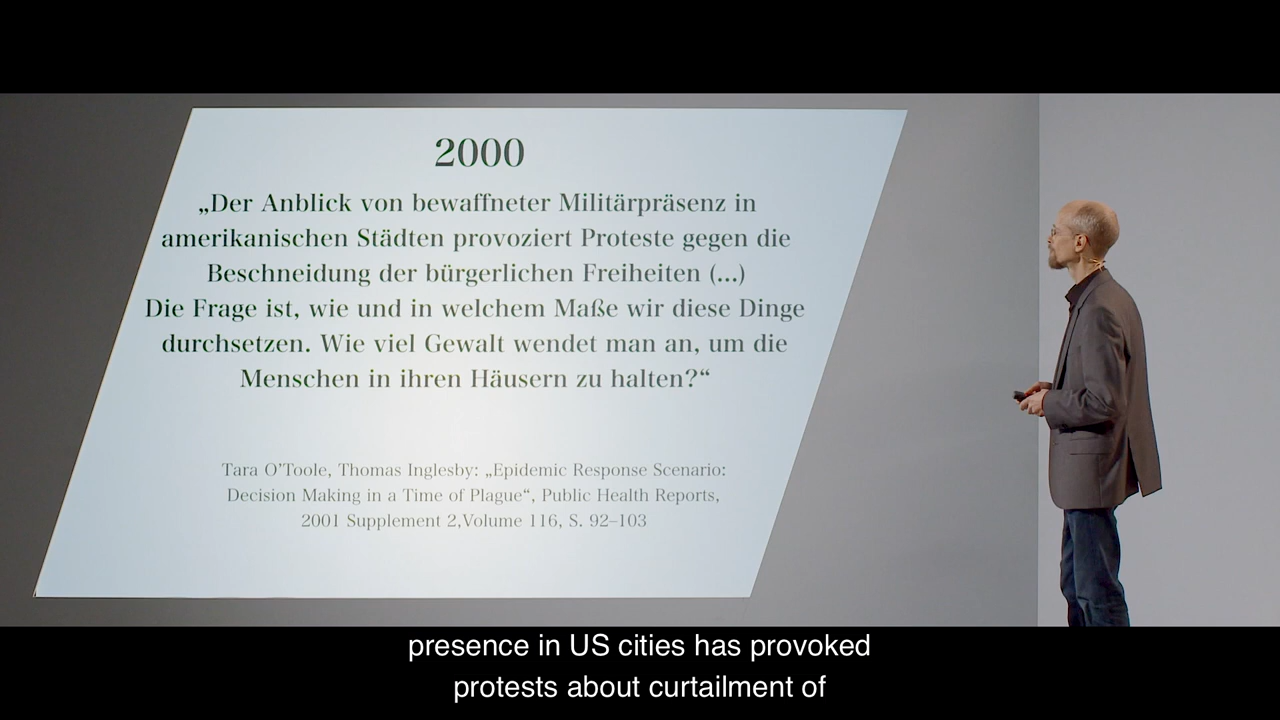 2000
„Der Anblick von bewaffneter Militärpräsenz in
amerikanischen Städten provoziert Proteste gegen die
Beschneidung der bürgerlichen Freiheiten (...)
Die Frage ist, wie und in welchem Maße wir diese Dinge
durchsetzen. Wie viel Gewalt wendet man an, um die
Menschen in ihren Häusern zu halten?“
Tara O’Toole, Thomas Inglesby: „Epidemic Response Scenario:
Decision Making in a Time of Plague“, Public Health Reports,
2001 Supplement 2,Volume 116, S. 92–103
presence in US cities has provoked
protests about curtailment of